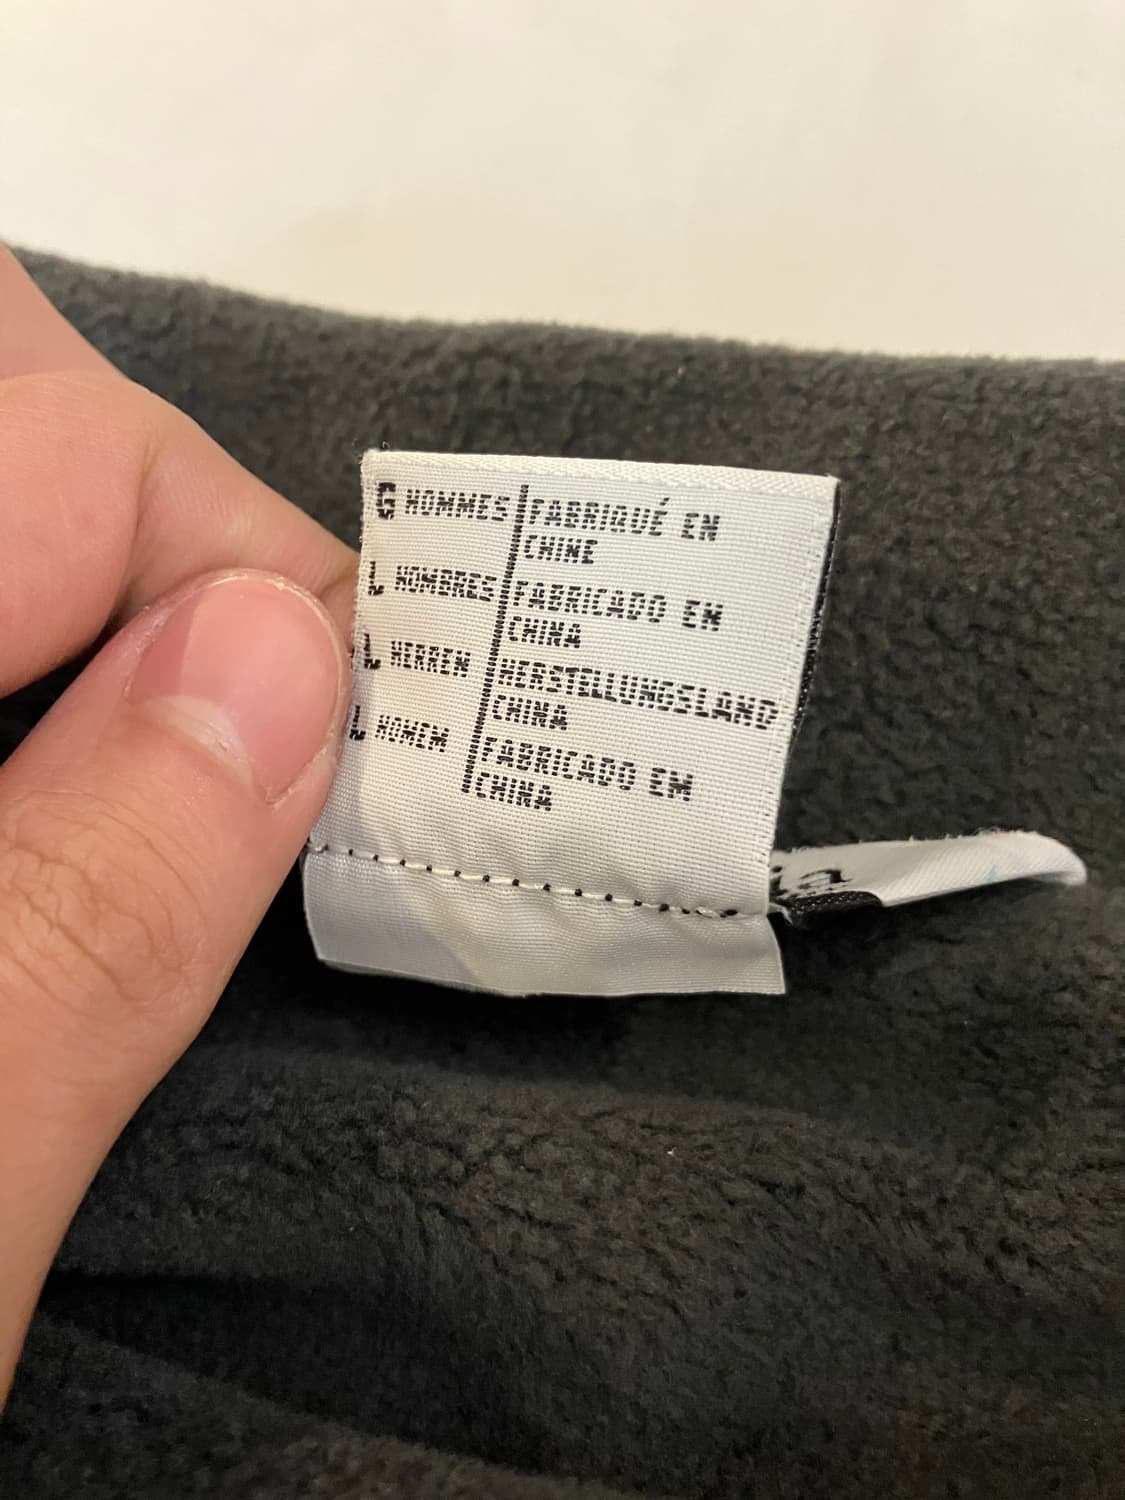 G HOMMES FABRIQUÉ EN
CHINE
L HOMBRES FABRICADO EN
CHINA
L HERREN HERSTELLUNGSLAND
CHINA
L HOMEM FABRICADO EM
CHINA